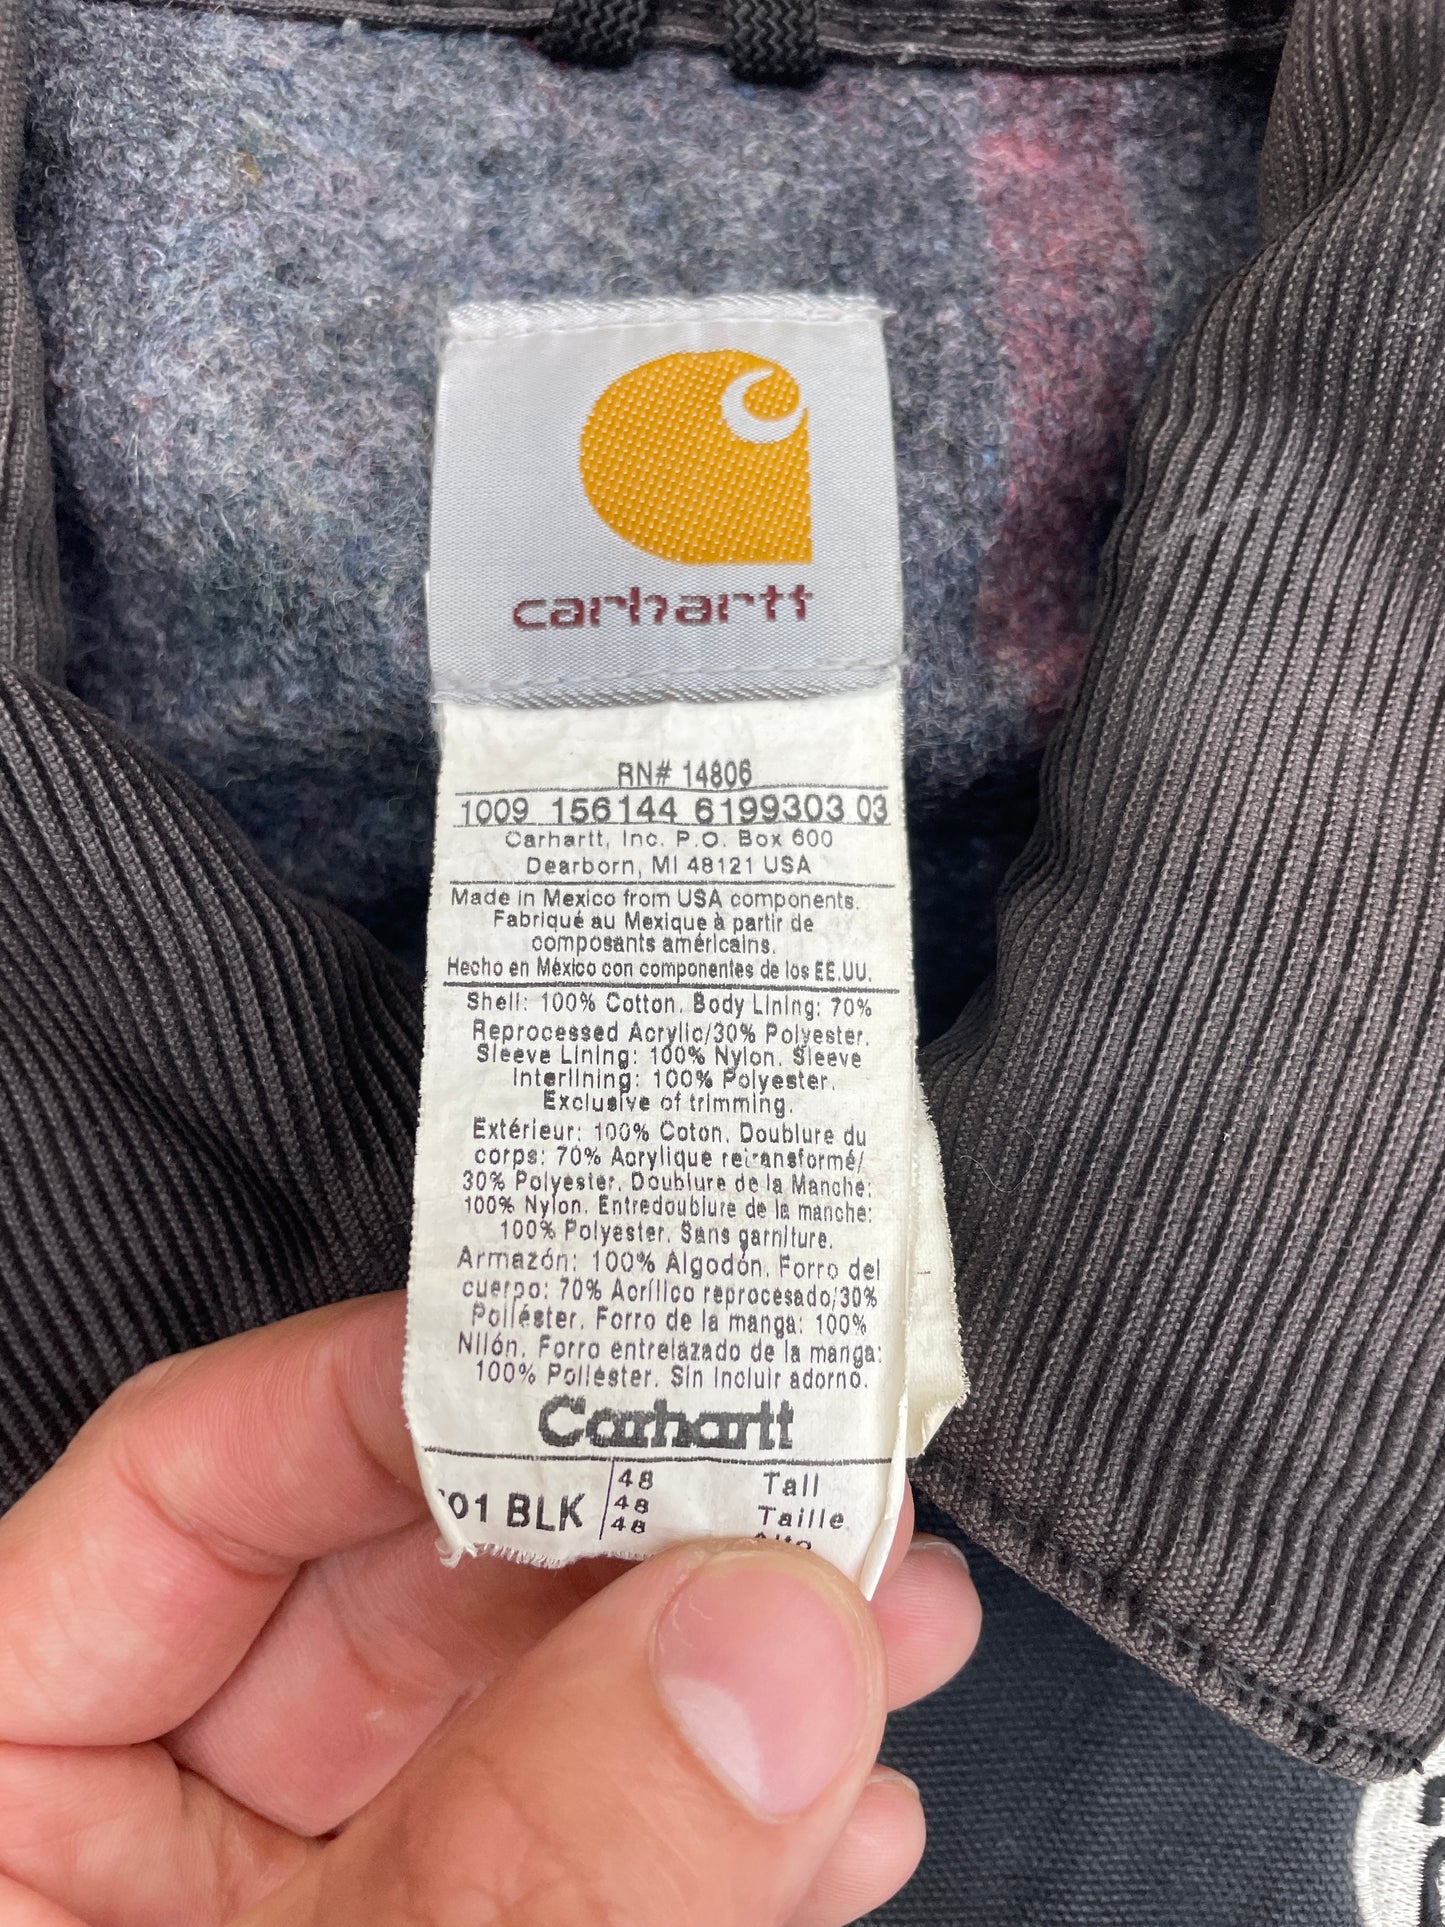 carhartt
RN# 14806
1009 156144 6199303 03
Carhartt, Inc. P.O. Box 600
Dearborn, MI 48121 USA
Made in Mexico from USA components.
Fabriqué au Mexique à partir de
composants américains.
Hecho en México con componentes de los EE.UU.
Shell: 100% Cotton. Body Lining: 70%
Reprocessed Acrylic/30% Polyester.
Sleeve Lining: 100% Nylon. Sleeve
Interlining: 100% Polyester.
Exclusive of trimming.
Extérieur: 100% Coton. Doublure du
corps: 70% Acrylique retransformé/
30% Polyester. Doublure de la Manche:
100% Nylon. Entredoublure de la manche:
100% Polyester. Sans garniture.
Armazón: 100% Algodón. Forro del
cuerpo: 70% Acrílico reprocesado/30%
Poliéster. Forro de la manga: 100%
Nilón. Forro entrelazado de la manga:
100% Poliéster. Sin incluir adorno.
Carhartt
01 BLK
48 Tall
48 Taille
48